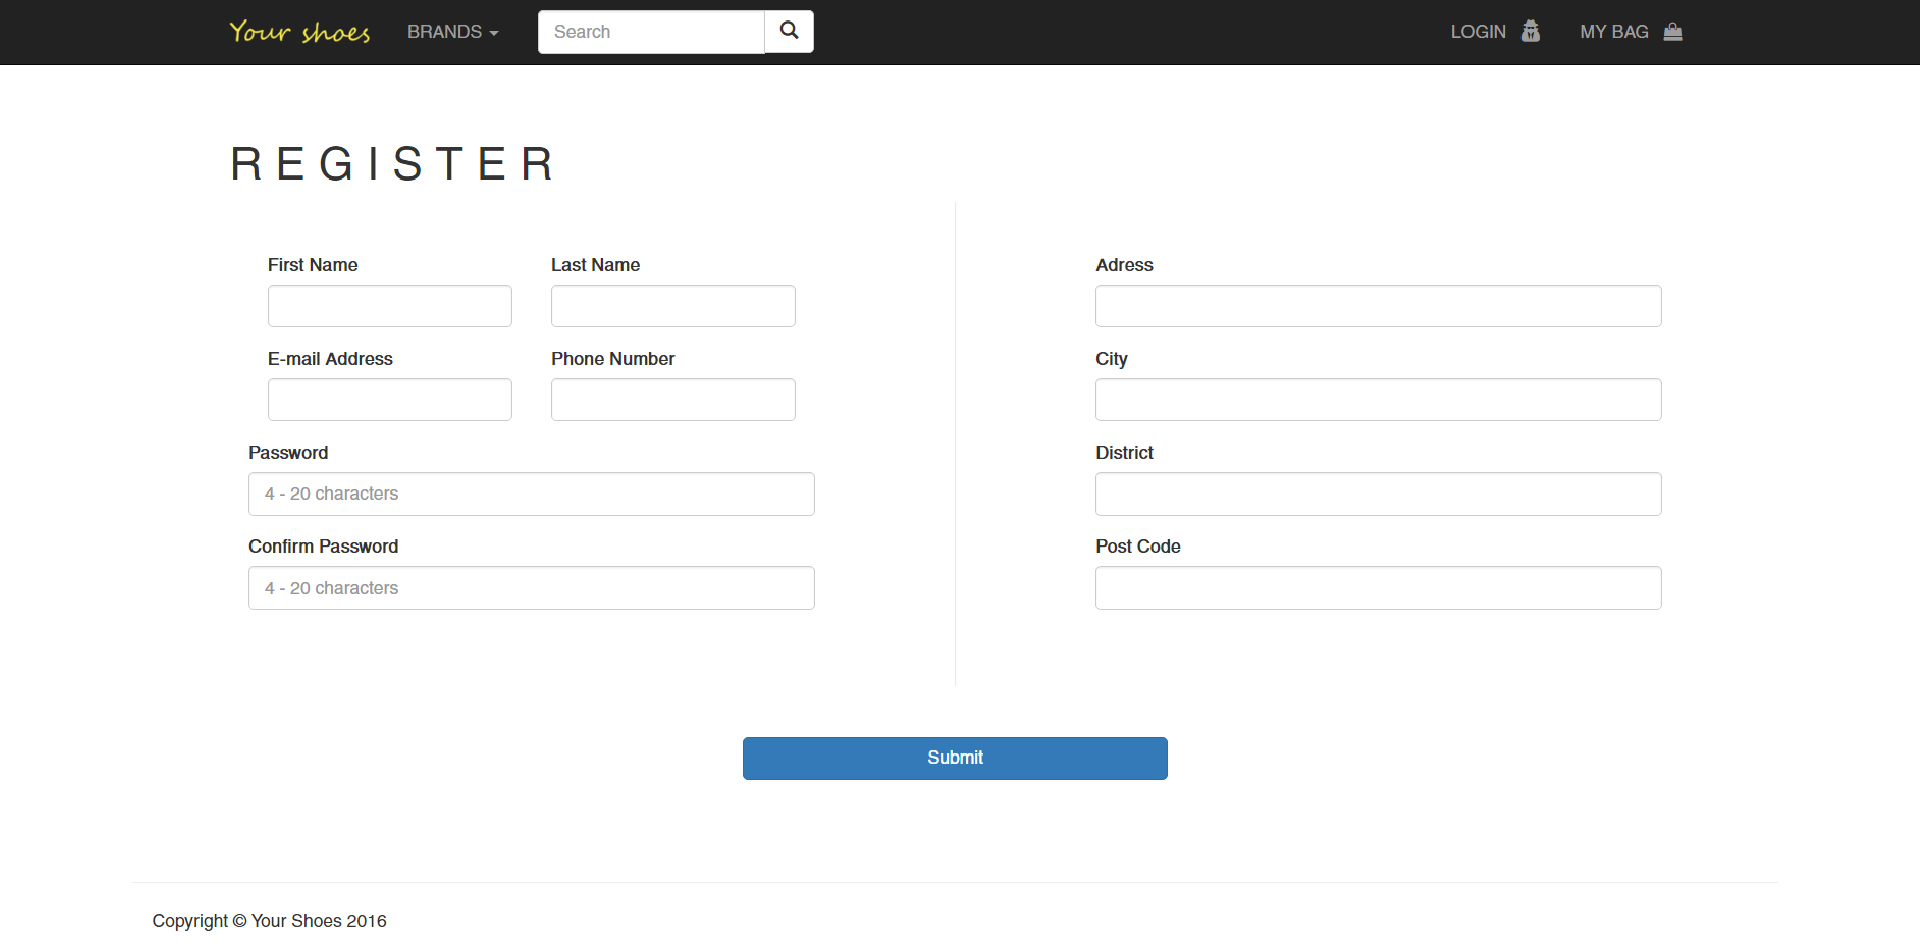 Your shoes BRANDS Search LOGIN MY BAG
REGISTER
First Name Last Name
E-mail Address Phone Number
Password
4 - 20 characters
Confirm Password
4 - 20 characters
Adress
City
District
Post Code
Submit
Copyright © Your Shoes 2016